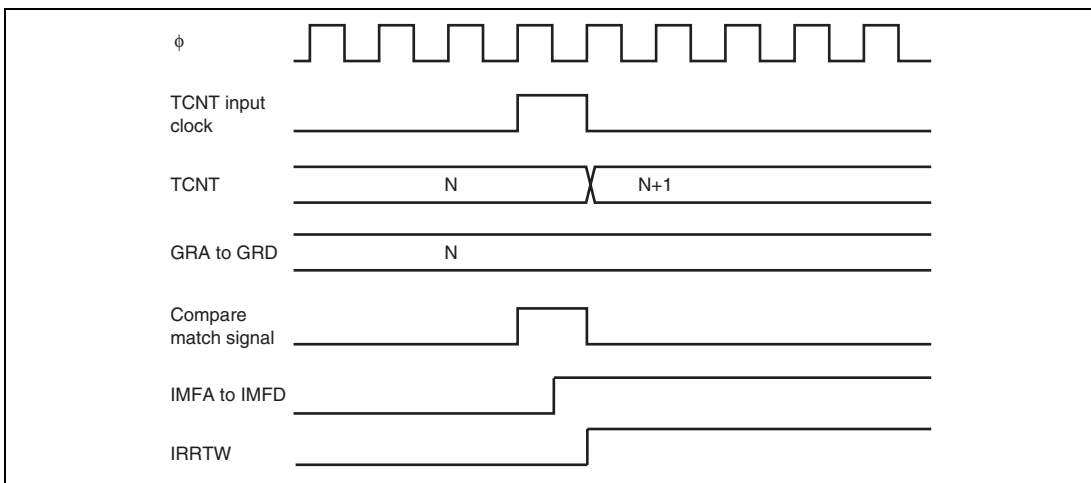 ϕ
TCNT input
clock
TCNT
N
N+1
GRA to GRD
N
Compare
match signal
IMFA to IMFD
IRRTW